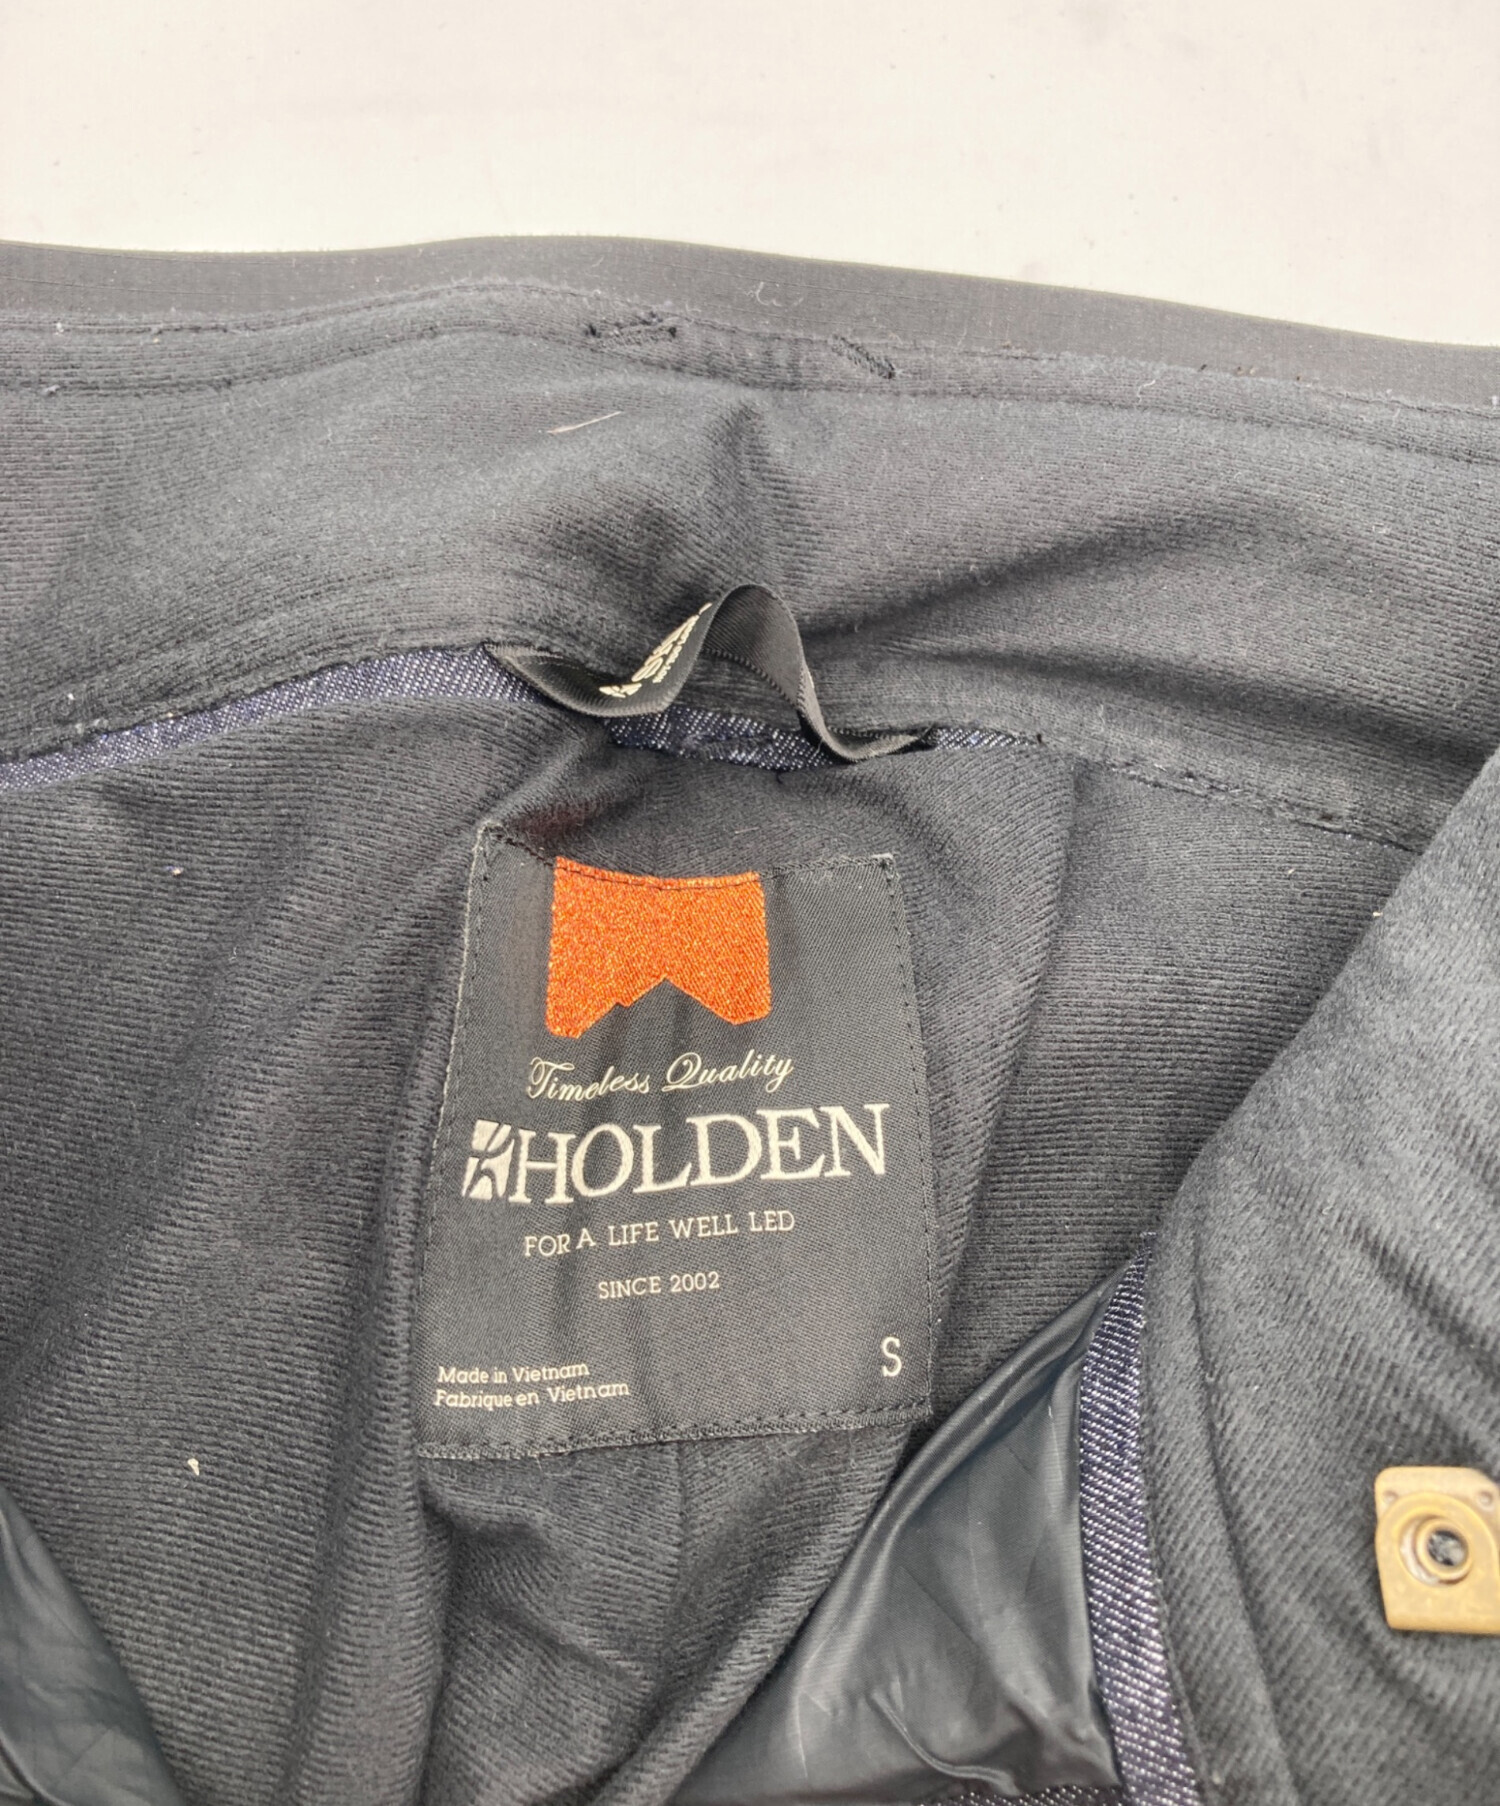 Timeless Quality
HOLDEN
FOR A LIFE WELL LED
SINCE 2002
S
Made in Vietnam
Fabrique en Vietnam